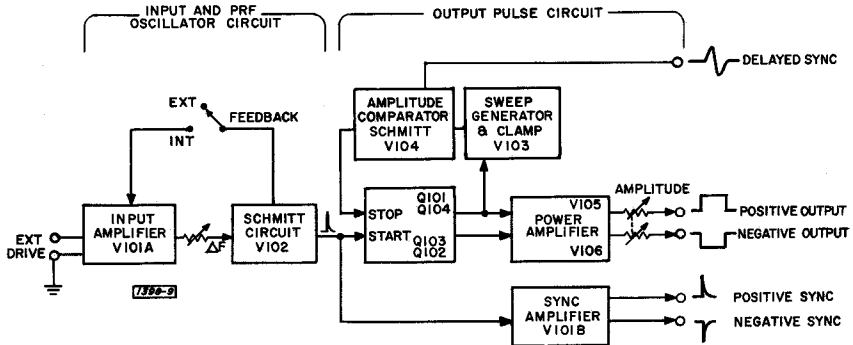 INPUT AND PRF
OSCILLATOR CIRCUIT
OUTPUT PULSE CIRCUIT
DELAYED SYNC
EXT
FEEDBACK
INT
AMPLITUDE
COMPARATOR
SCHMITT
V104
SWEEP
GENERATOR
& CLAMP
V103
EXT
DRIVE
INPUT
AMPLIFIER
V101A
ΔF
SCHMITT
CIRCUIT
V102
STOP
START
Q101
Q104
Q103
Q102
V105
POWER
AMPLIFIER
V106
AMPLITUDE
POSITIVE OUTPUT
NEGATIVE OUTPUT
1398-9
SYNC
AMPLIFIER
V101B
POSITIVE SYNC
NEGATIVE SYNC